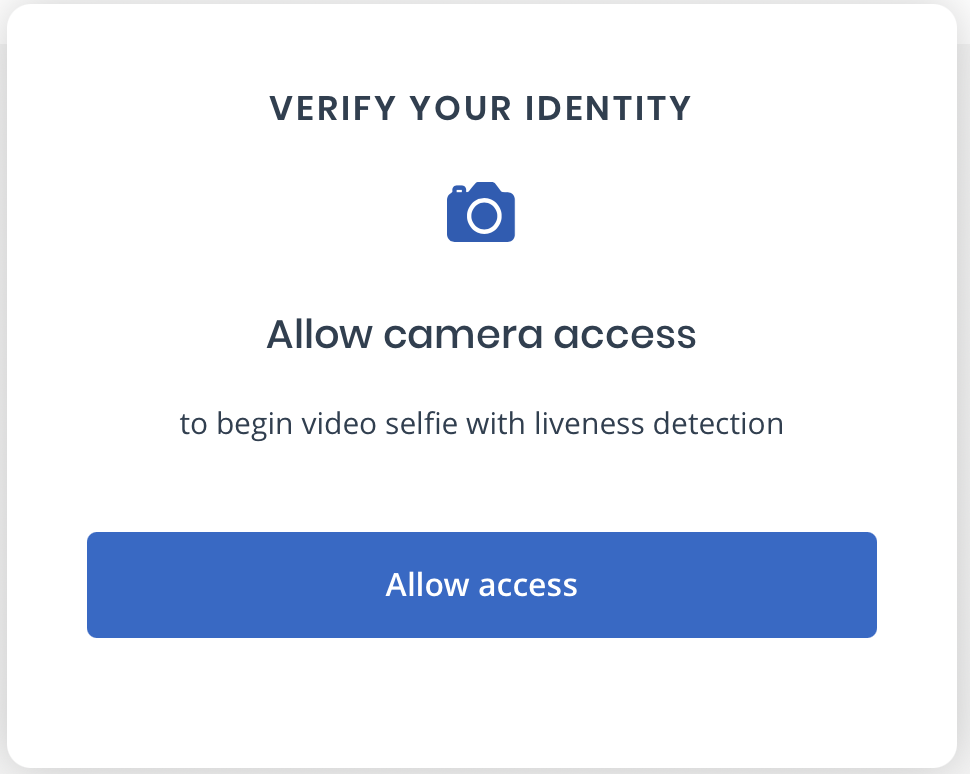 VERIFY YOUR IDENTITY
Allow camera access
to begin video selfie with liveness detection
Allow access